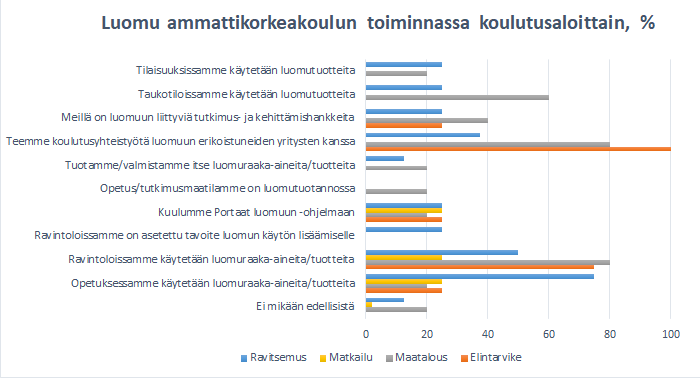 Luomu ammattikorkeakoulun toiminnassa koulutusaloittain, %
Tilaisuuksissamme käytetään luomutuotteita
Taukotiloissamme käytetään luomutuotteita
Meillä on luomuun liittyviä tutkimus- ja kehittämishankkeita
Teemme koulutusyhteistyötä luomuun erikoistuneiden yritysten kanssa
Tuotamme/valmistamme itse luomuraaka-aineita/tuotteita
Opetus/tutkimusmaatilamme on luomutuotannossa
Kuulumme Portaat luomuun -ohjelmaan
Ravintoloissamme on asetettu tavoite luomun käytön lisäämiselle
Ravintoloissamme käytetään luomuraaka-aineita/tuotteita
Opetuksessamme käytetään luomuraaka-aineita/tuotteita
Ei mikään edellisistä
0 20 40 60 80 100
Ravitsemus Matkailu Maatalous Elintarvike